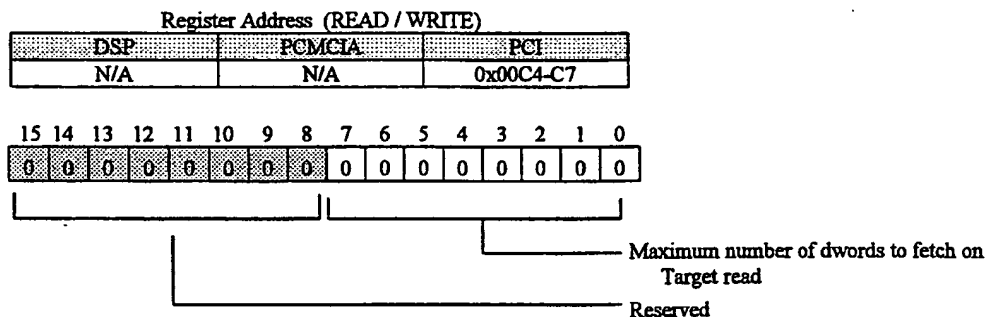 Register Address (READ / WRITE)
DSP PCMCIA PCI
N/A N/A 0x00C4-C7
15 14 13 12 11 10 9 8 7 6 5 4 3 2 1 0
0 0 0 0 0 0 0 0 0 0 0 0 0 0 0 0
Maximum number of dwords to fetch on
Target read
Reserved